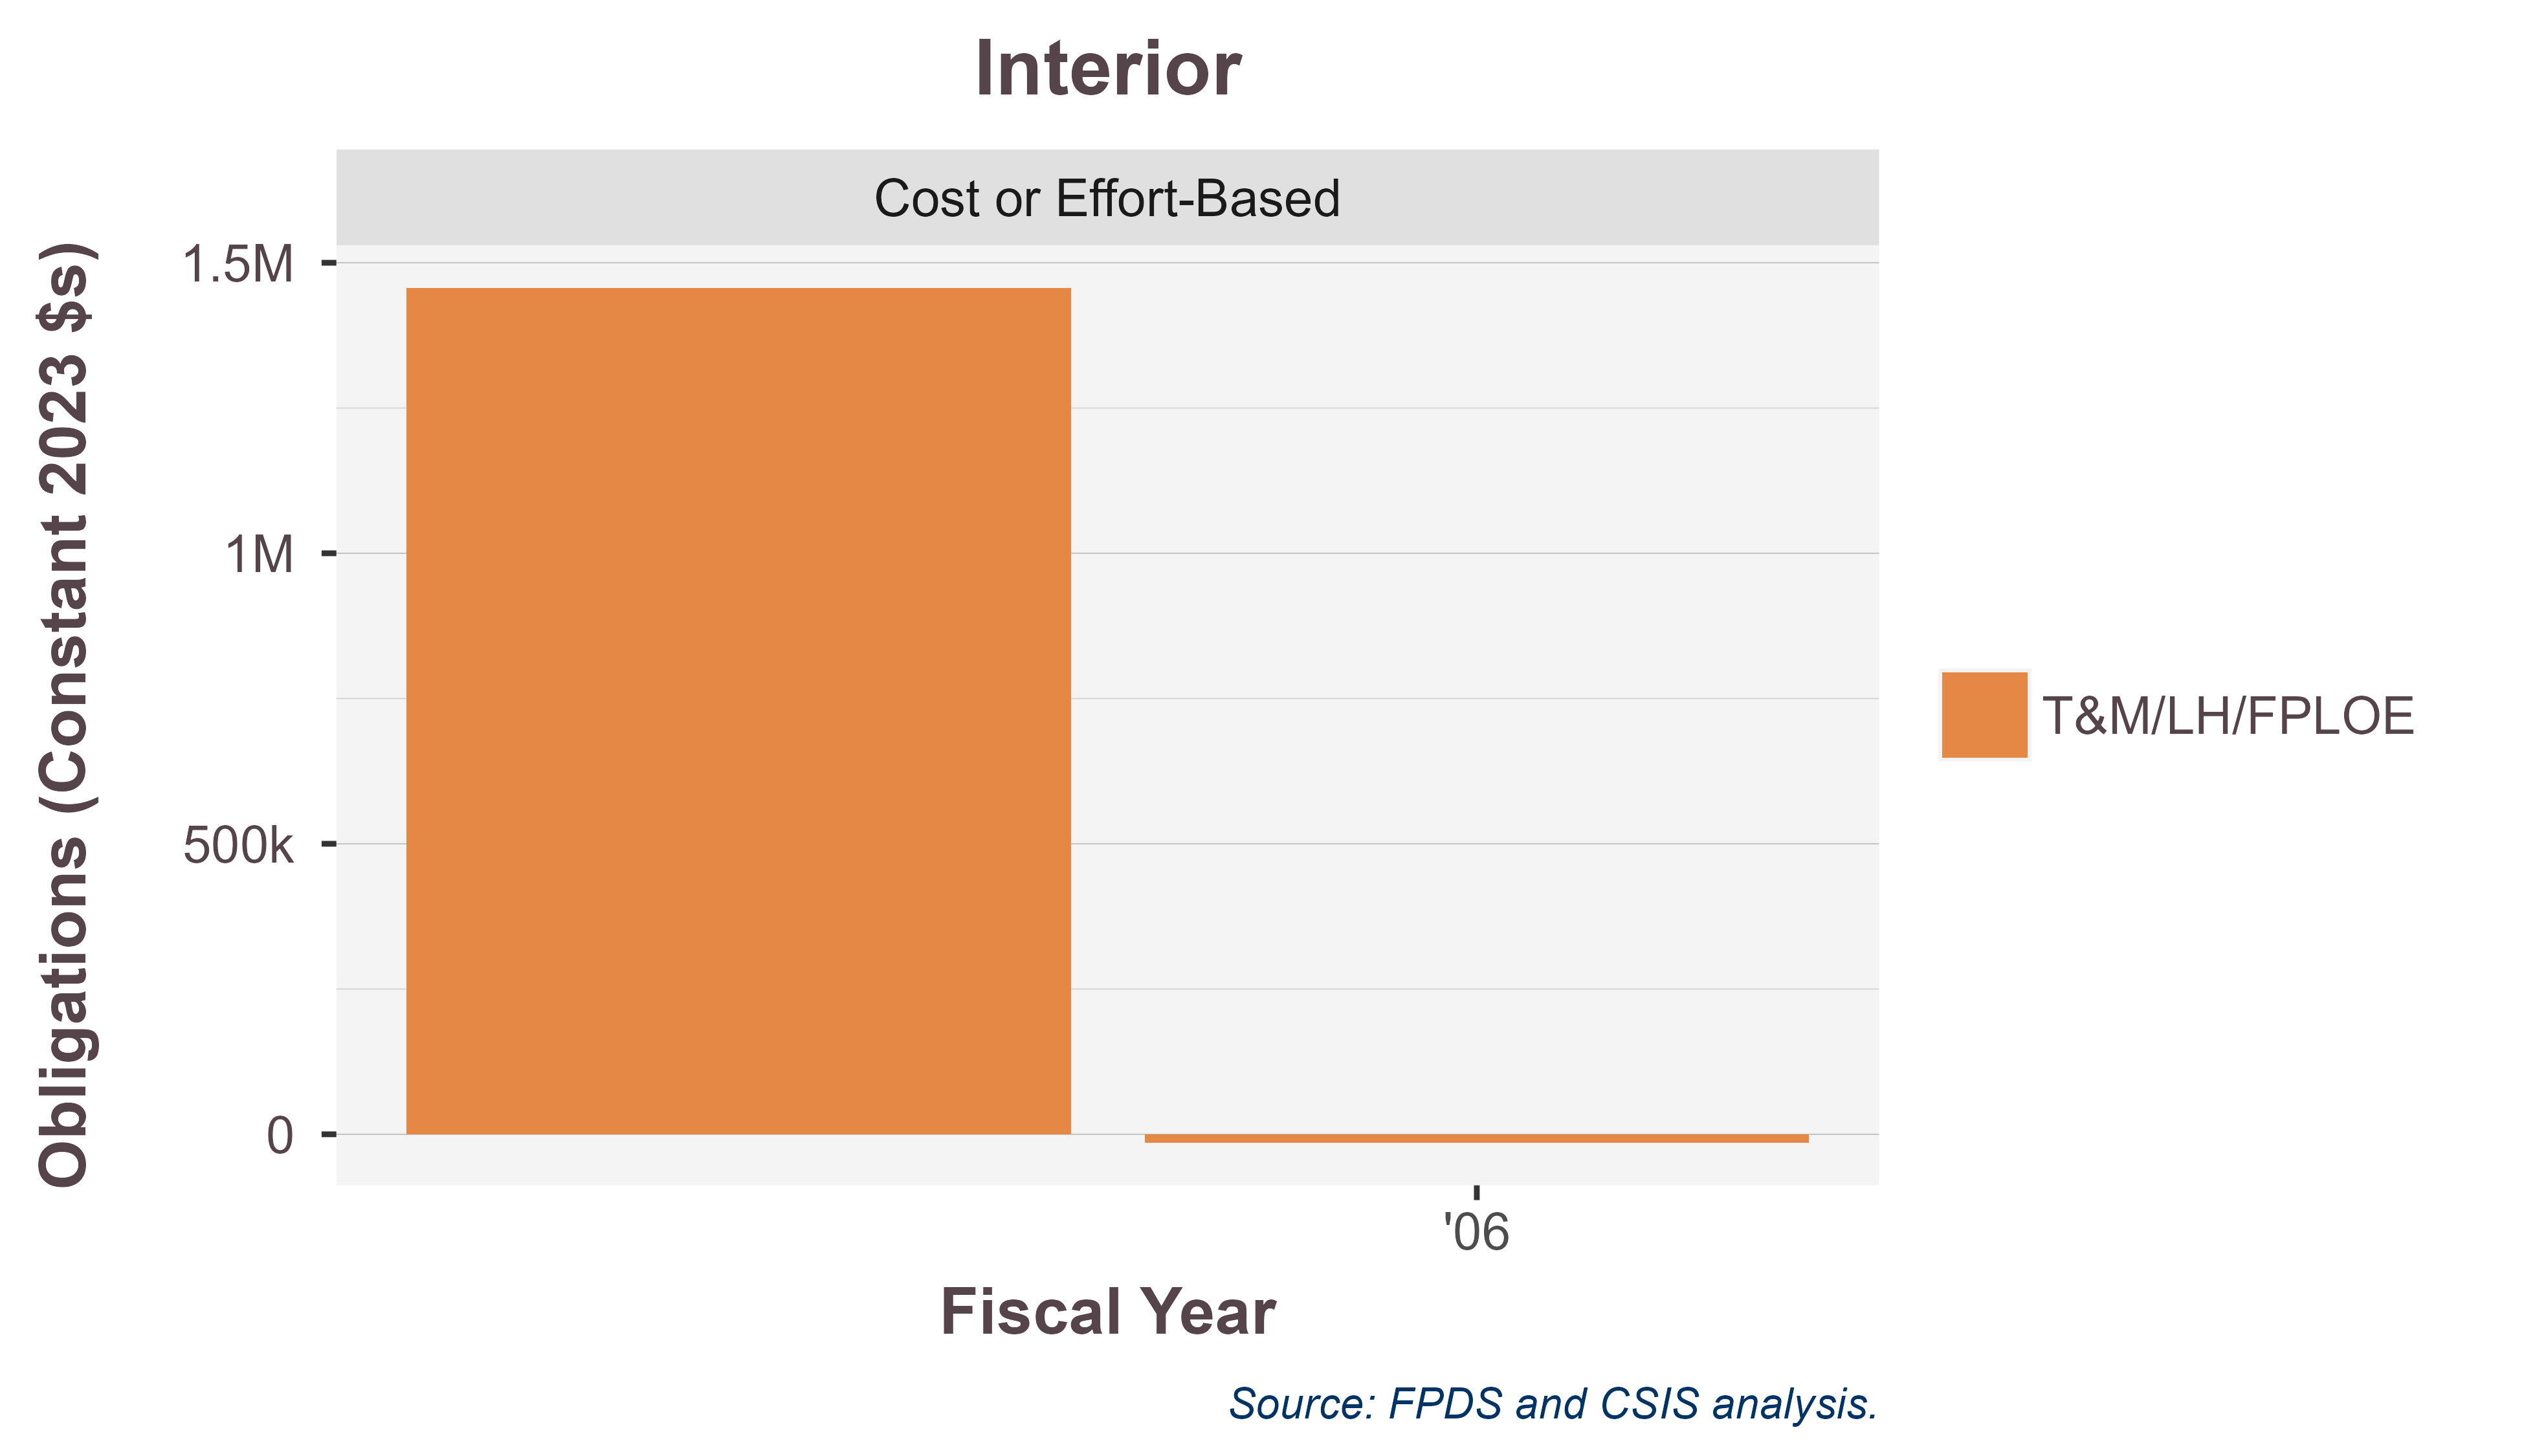 Interior
Cost or Effort-Based
Obligations (Constant 2023 $s)
1.5M
1M
500k
0
T&M/LH/FPLOE
'06
Fiscal Year
Source: FPDS and CSIS analysis.